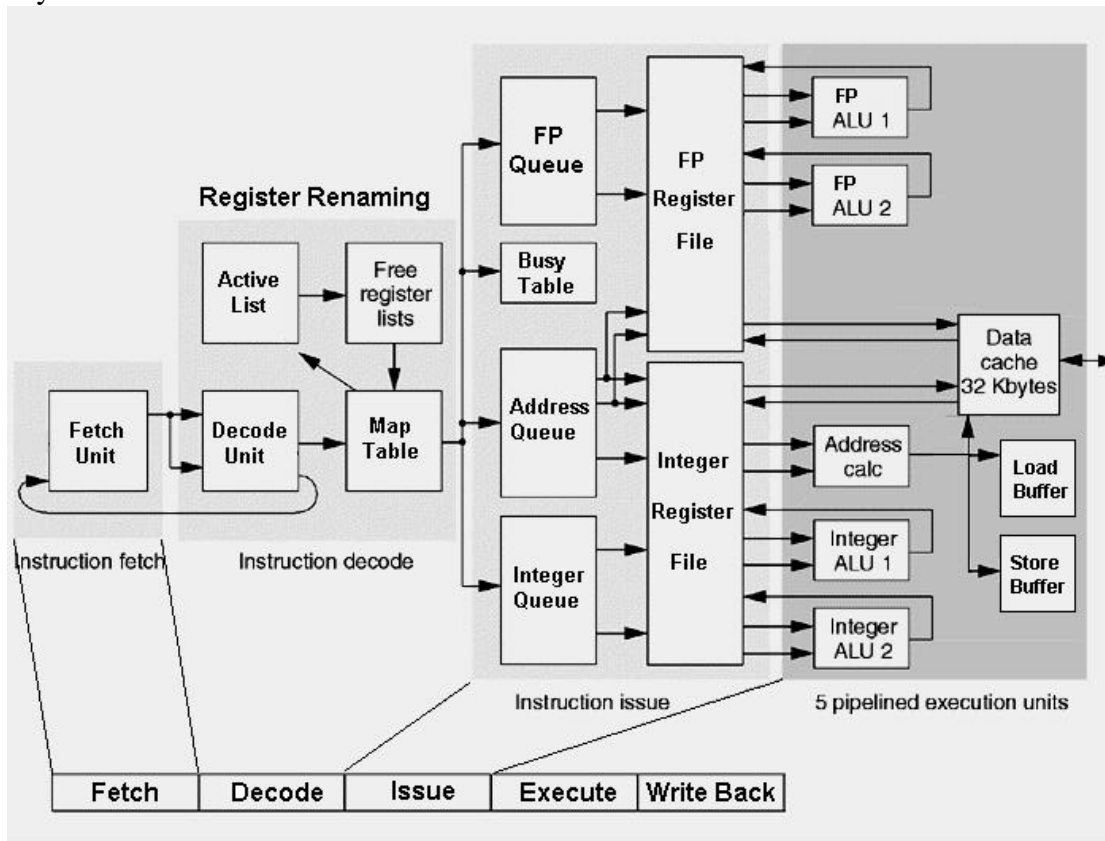 FP
Queue
FP
Register
File
FP
ALU 1
FP
ALU 2
Register Renaming
Active
List
Free
register
lists
Busy
Table
Data
cache
32 Kbytes
Fetch
Unit
Decode
Unit
Map
Table
Address
Queue
Integer
Register
File
Address
calc
Load
Buffer
Instruction fetch
Instruction decode
Integer
Queue
Integer
ALU 1
Store
Buffer
Integer
ALU 2
Instruction issue
5 pipelined execution units
Fetch
Decode
Issue
Execute
Write Back